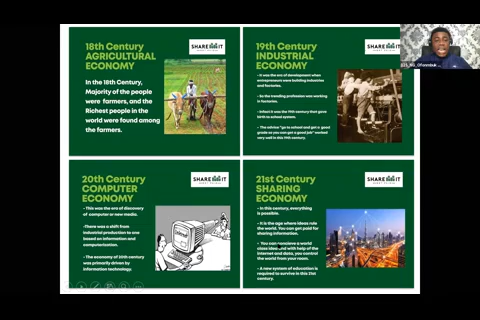 18th Century
AGRICULTURAL
ECONOMY
SHARE IT
In the 18th Century,
Majority of the people
were farmers, and the
Richest people in the
world were found among
the farmers.
19th Century
INDUSTRIAL
ECONOMY
SHARE IT
- It was the era of development when
entrepreneurs were building industries
and factories.
- So the trending profession was working
in factories.
- Infact it was the 19th century that gave
birth to school system.
- The advise "go to school and get a good
grade so you can get a good job" worked
very well in this 19th century.
20th Century
COMPUTER
ECONOMY
SHARE IT
- This was the era of discovery
of computer or new media.
-There was a shift from
industrial production to one
based on information and
computerization.
- The economy of 20th century
was primarily driven by
information technology.
21st Century
SHARING
ECONOMY
SHARE IT
- In this century, everything
is possible.
- It is the age where ideas rule
the world. You can get paid for
sharing information.
- You can conceive a world
class idea and with help of the
internet and data, you control
the world from your room.
- A new system of education is
required to survive in this 21st
century.